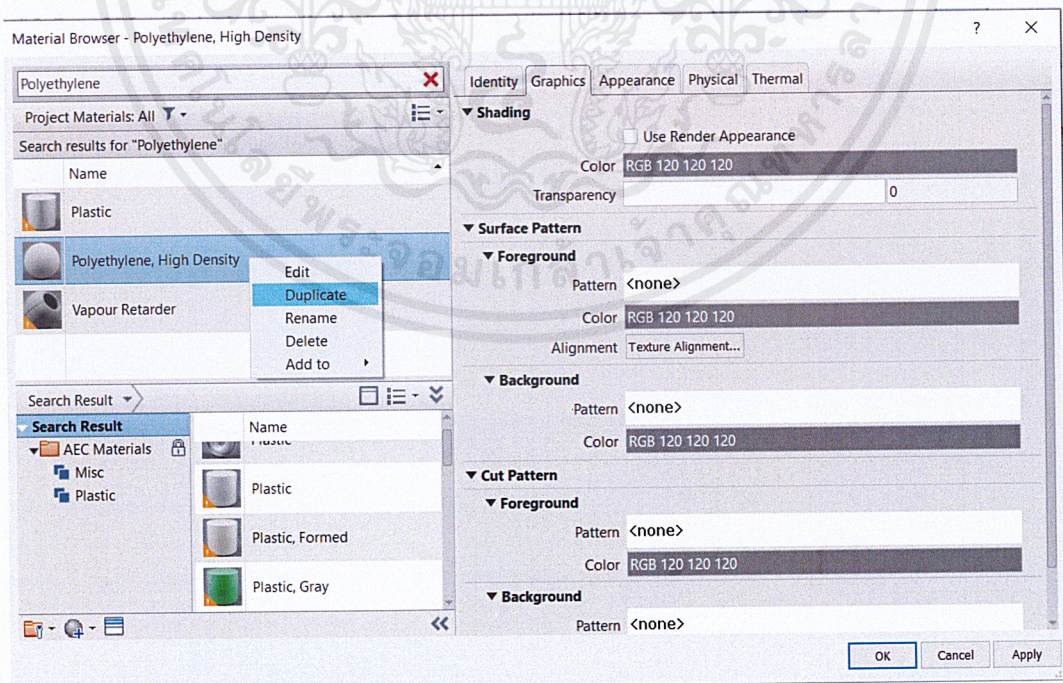 Material Browser - Polyethylene, High Density
?
Polyethylene
Project Materials: All
Search results for "Polyethylene"
Name
Plastic
Polyethylene, High Density
Vapour Retarder
Edit
Duplicate
Rename
Delete
Add to
Search Result
Search Result
AEC Materials
Misc
Plastic
Name
Plastic
Plastic
Plastic, Formed
Plastic, Gray
Identity Graphics Appearance Physical Thermal
Shading
Use Render Appearance
Color RGB 120 120 120
Transparency 0
Surface Pattern
Foreground
Pattern <none>
Color RGB 120 120 120
Alignment Texture Alignment...
Background
Pattern <none>
Color RGB 120 120 120
Cut Pattern
Foreground
Pattern <none>
Color RGB 120 120 120
Background
Pattern <none>
OK Cancel Apply